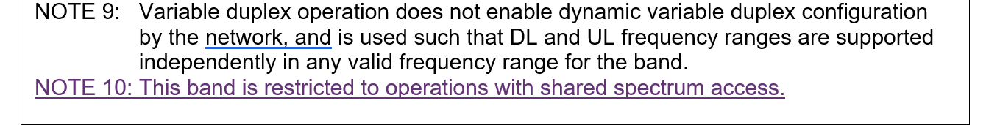 NOTE 9: Variable duplex operation does not enable dynamic variable duplex configuration
by the network, and is used such that DL and UL frequency ranges are supported
independently in any valid frequency range for the band.
NOTE 10: This band is restricted to operations with shared spectrum access.